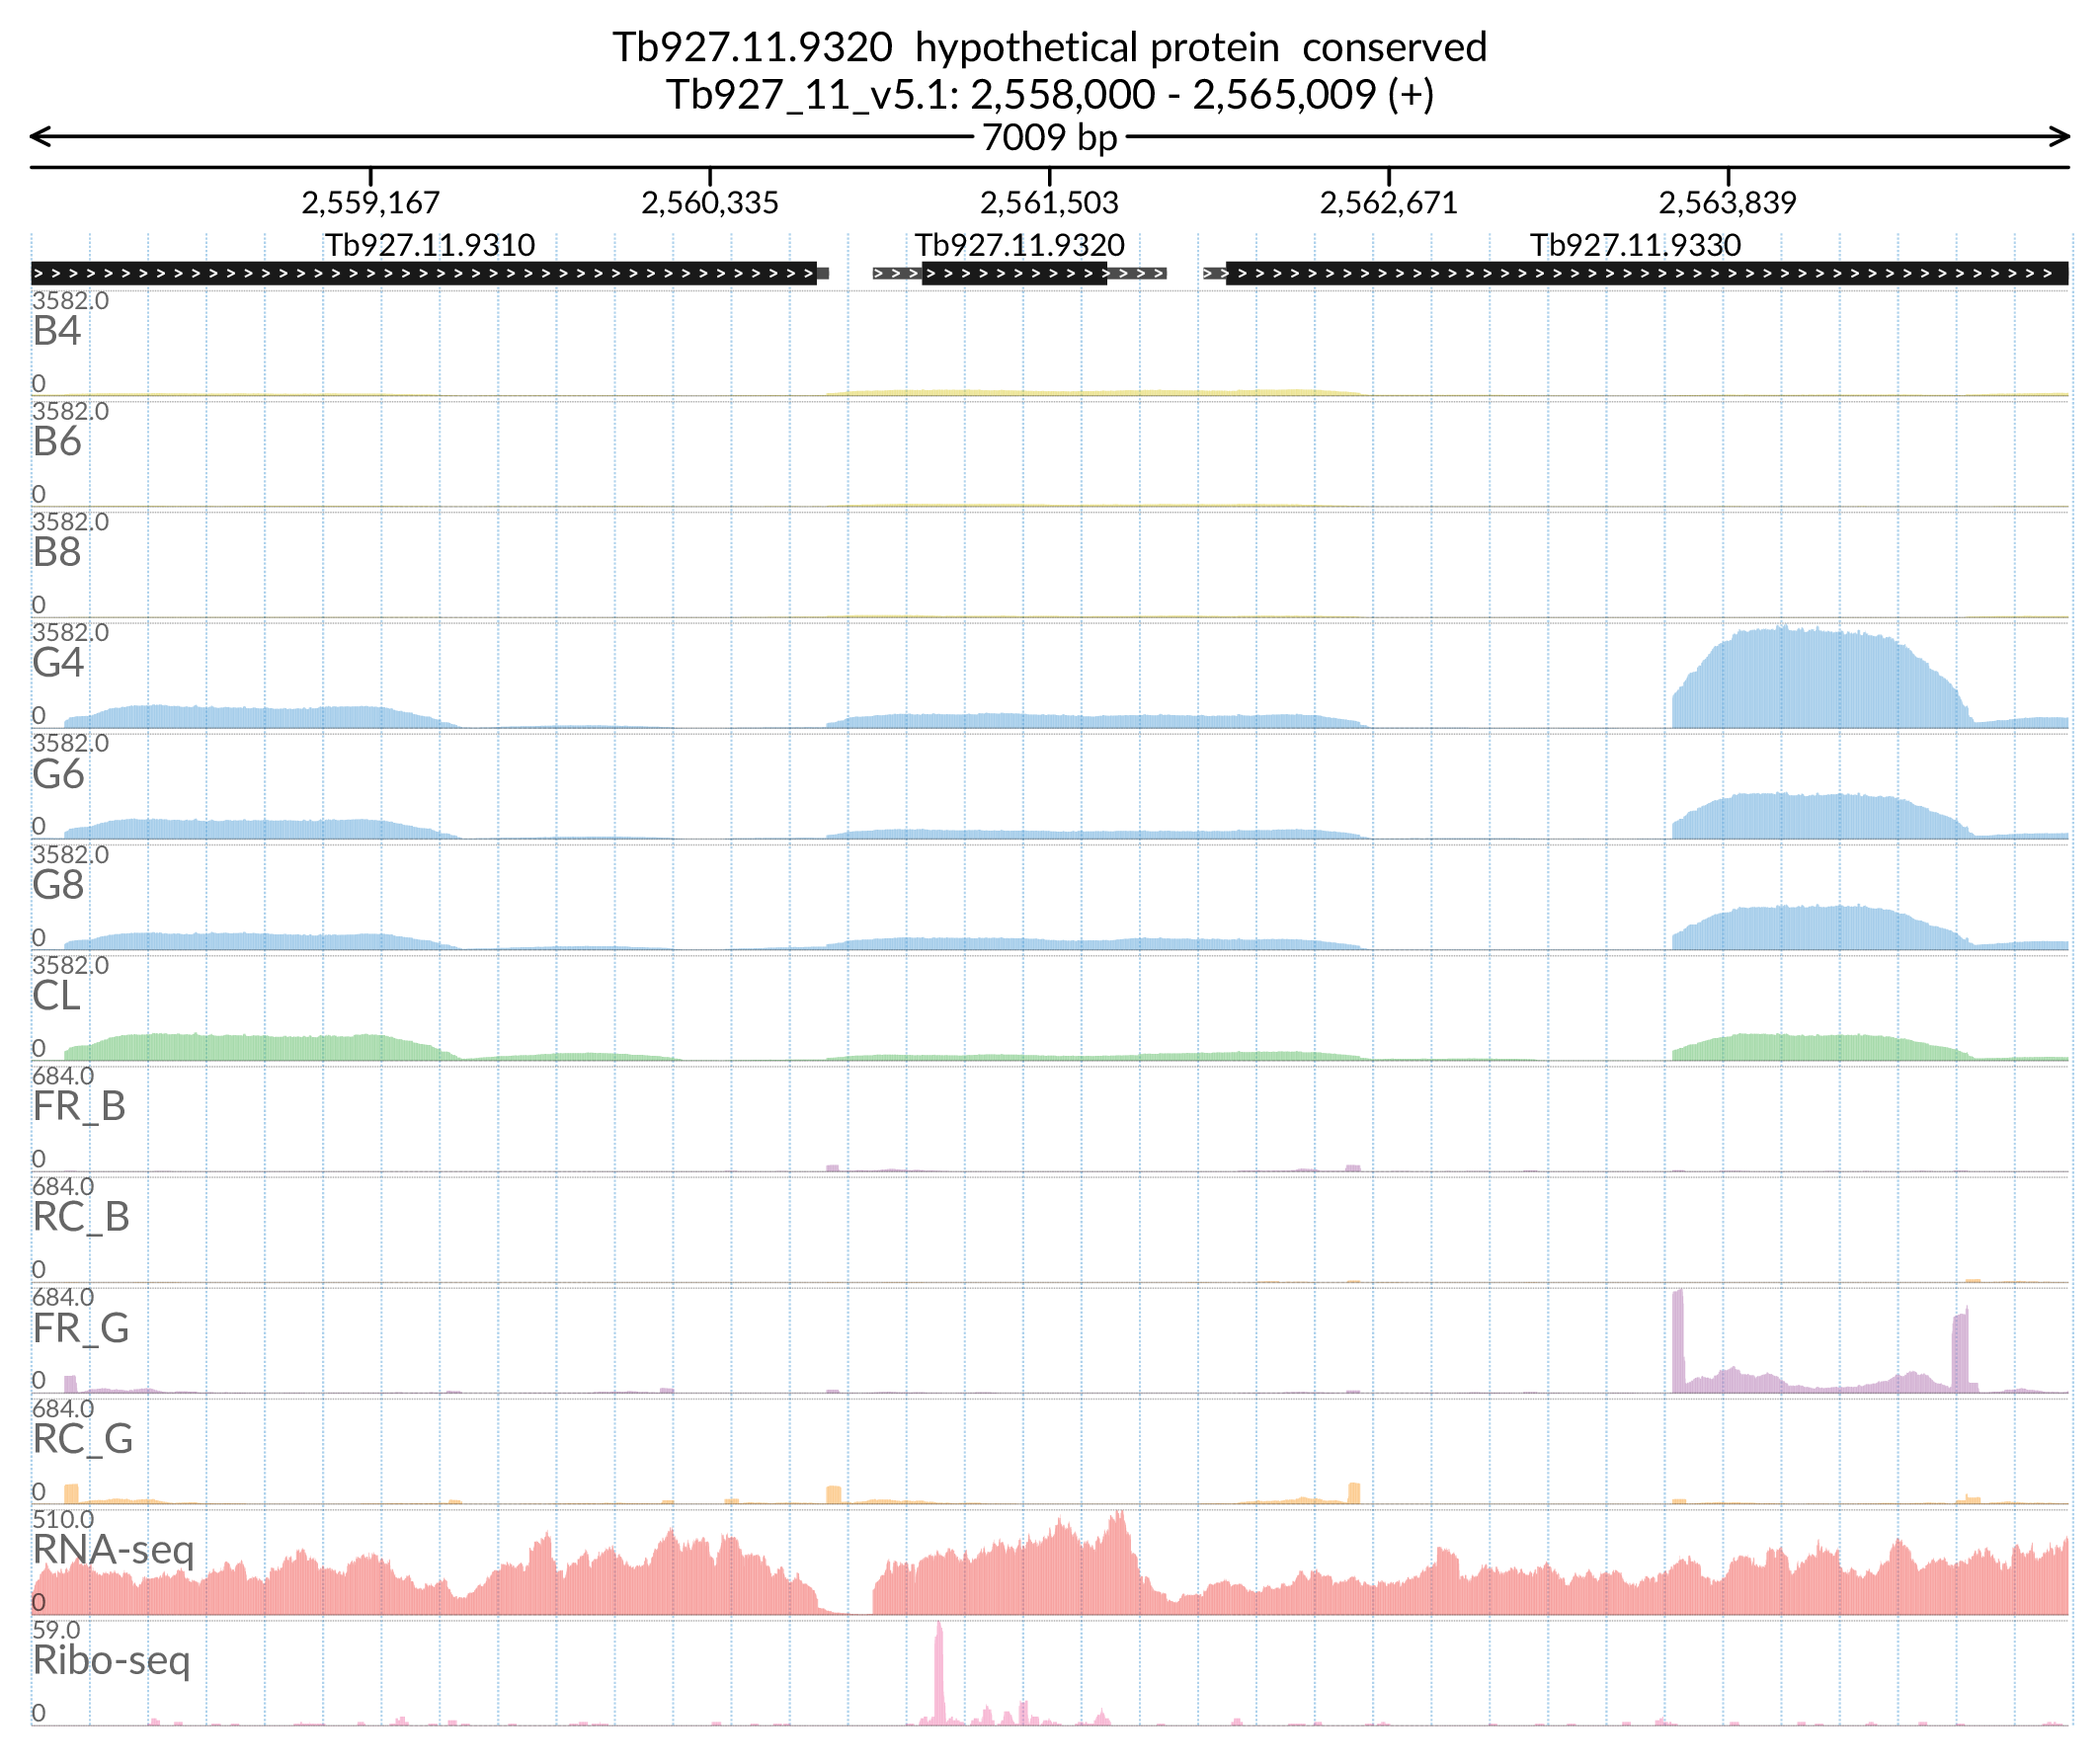 Tb927.11.9320 hypothetical protein conserved
Tb927_11_v5.1: 2,558,000 - 2,565,009 (+)
7009 bp
2,559,167 2,560,335 2,561,503 2,562,671 2,563,839
Tb927.11.9310 Tb927.11.9320 Tb927.11.9330
3582.0
B4
0
3582.0
B6
0
3582.0
B8
0
3582.0
G4
0
3582.0
G6
0
3582.0
G8
0
3582.0
CL
0
684.0
FR_B
0
684.0
RC_B
0
684.0
FR_G
0
684.0
RC_G
0
510.0
RNA-seq
0
59.0
Ribo-seq
0